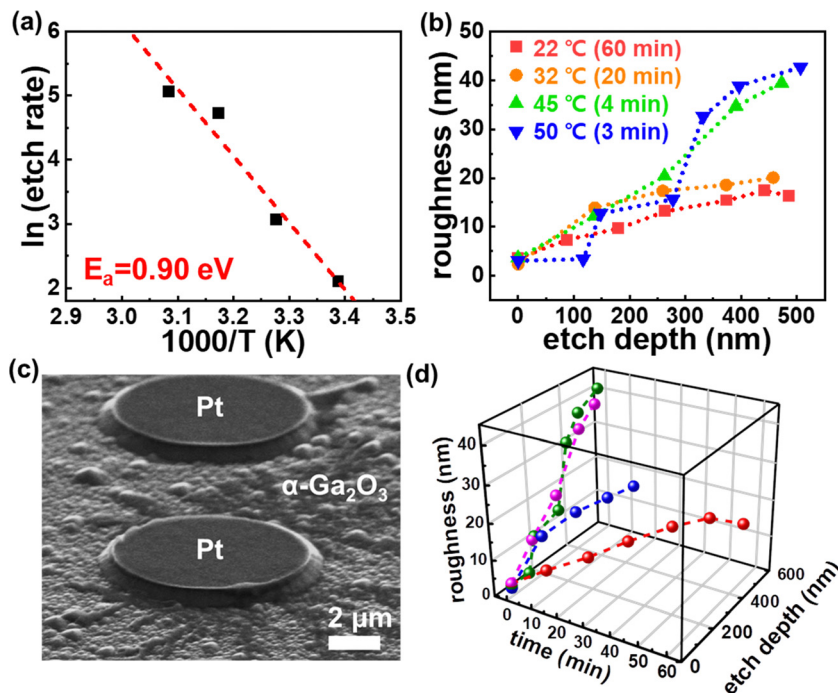 (a)
6
5
4
3
2
ln (etch rate)
Eₐ=0.90 eV
2.9 3.0 3.1 3.2 3.3 3.4 3.5
1000/T (K)
(b)
50
40
30
20
10
0
roughness (nm)
22 ℃ (60 min)
32 ℃ (20 min)
45 ℃ (4 min)
50 ℃ (3 min)
0 100 200 300 400 500
etch depth (nm)
(c)
Pt
α-Ga₂O₃
Pt
2 μm
(d)
40
30
20
10
0
roughness (nm)
0 10 20 30 40 50 60
time (min)
0 200 400 600
etch depth (nm)